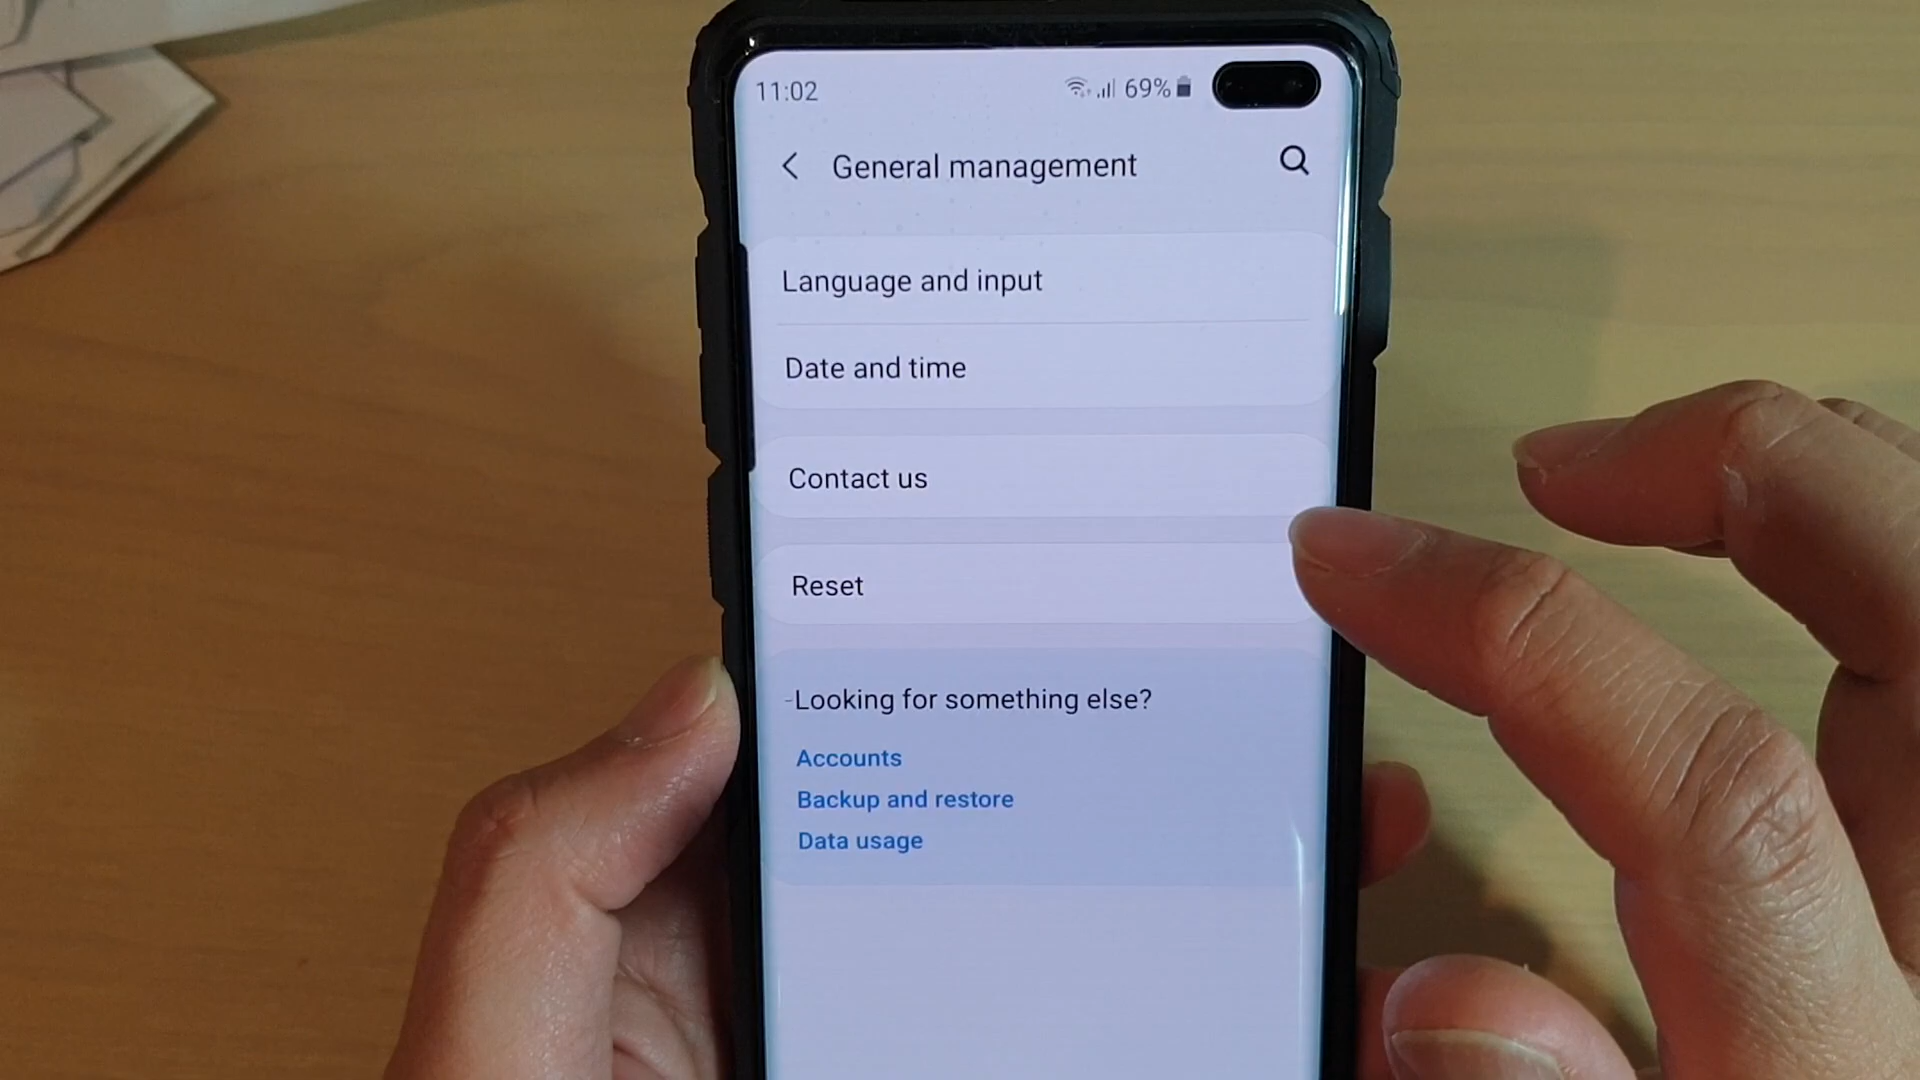 11:02 69%
General management
Language and input
Date and time
Contact us
Reset
Looking for something else?
Accounts
Backup and restore
Data usage